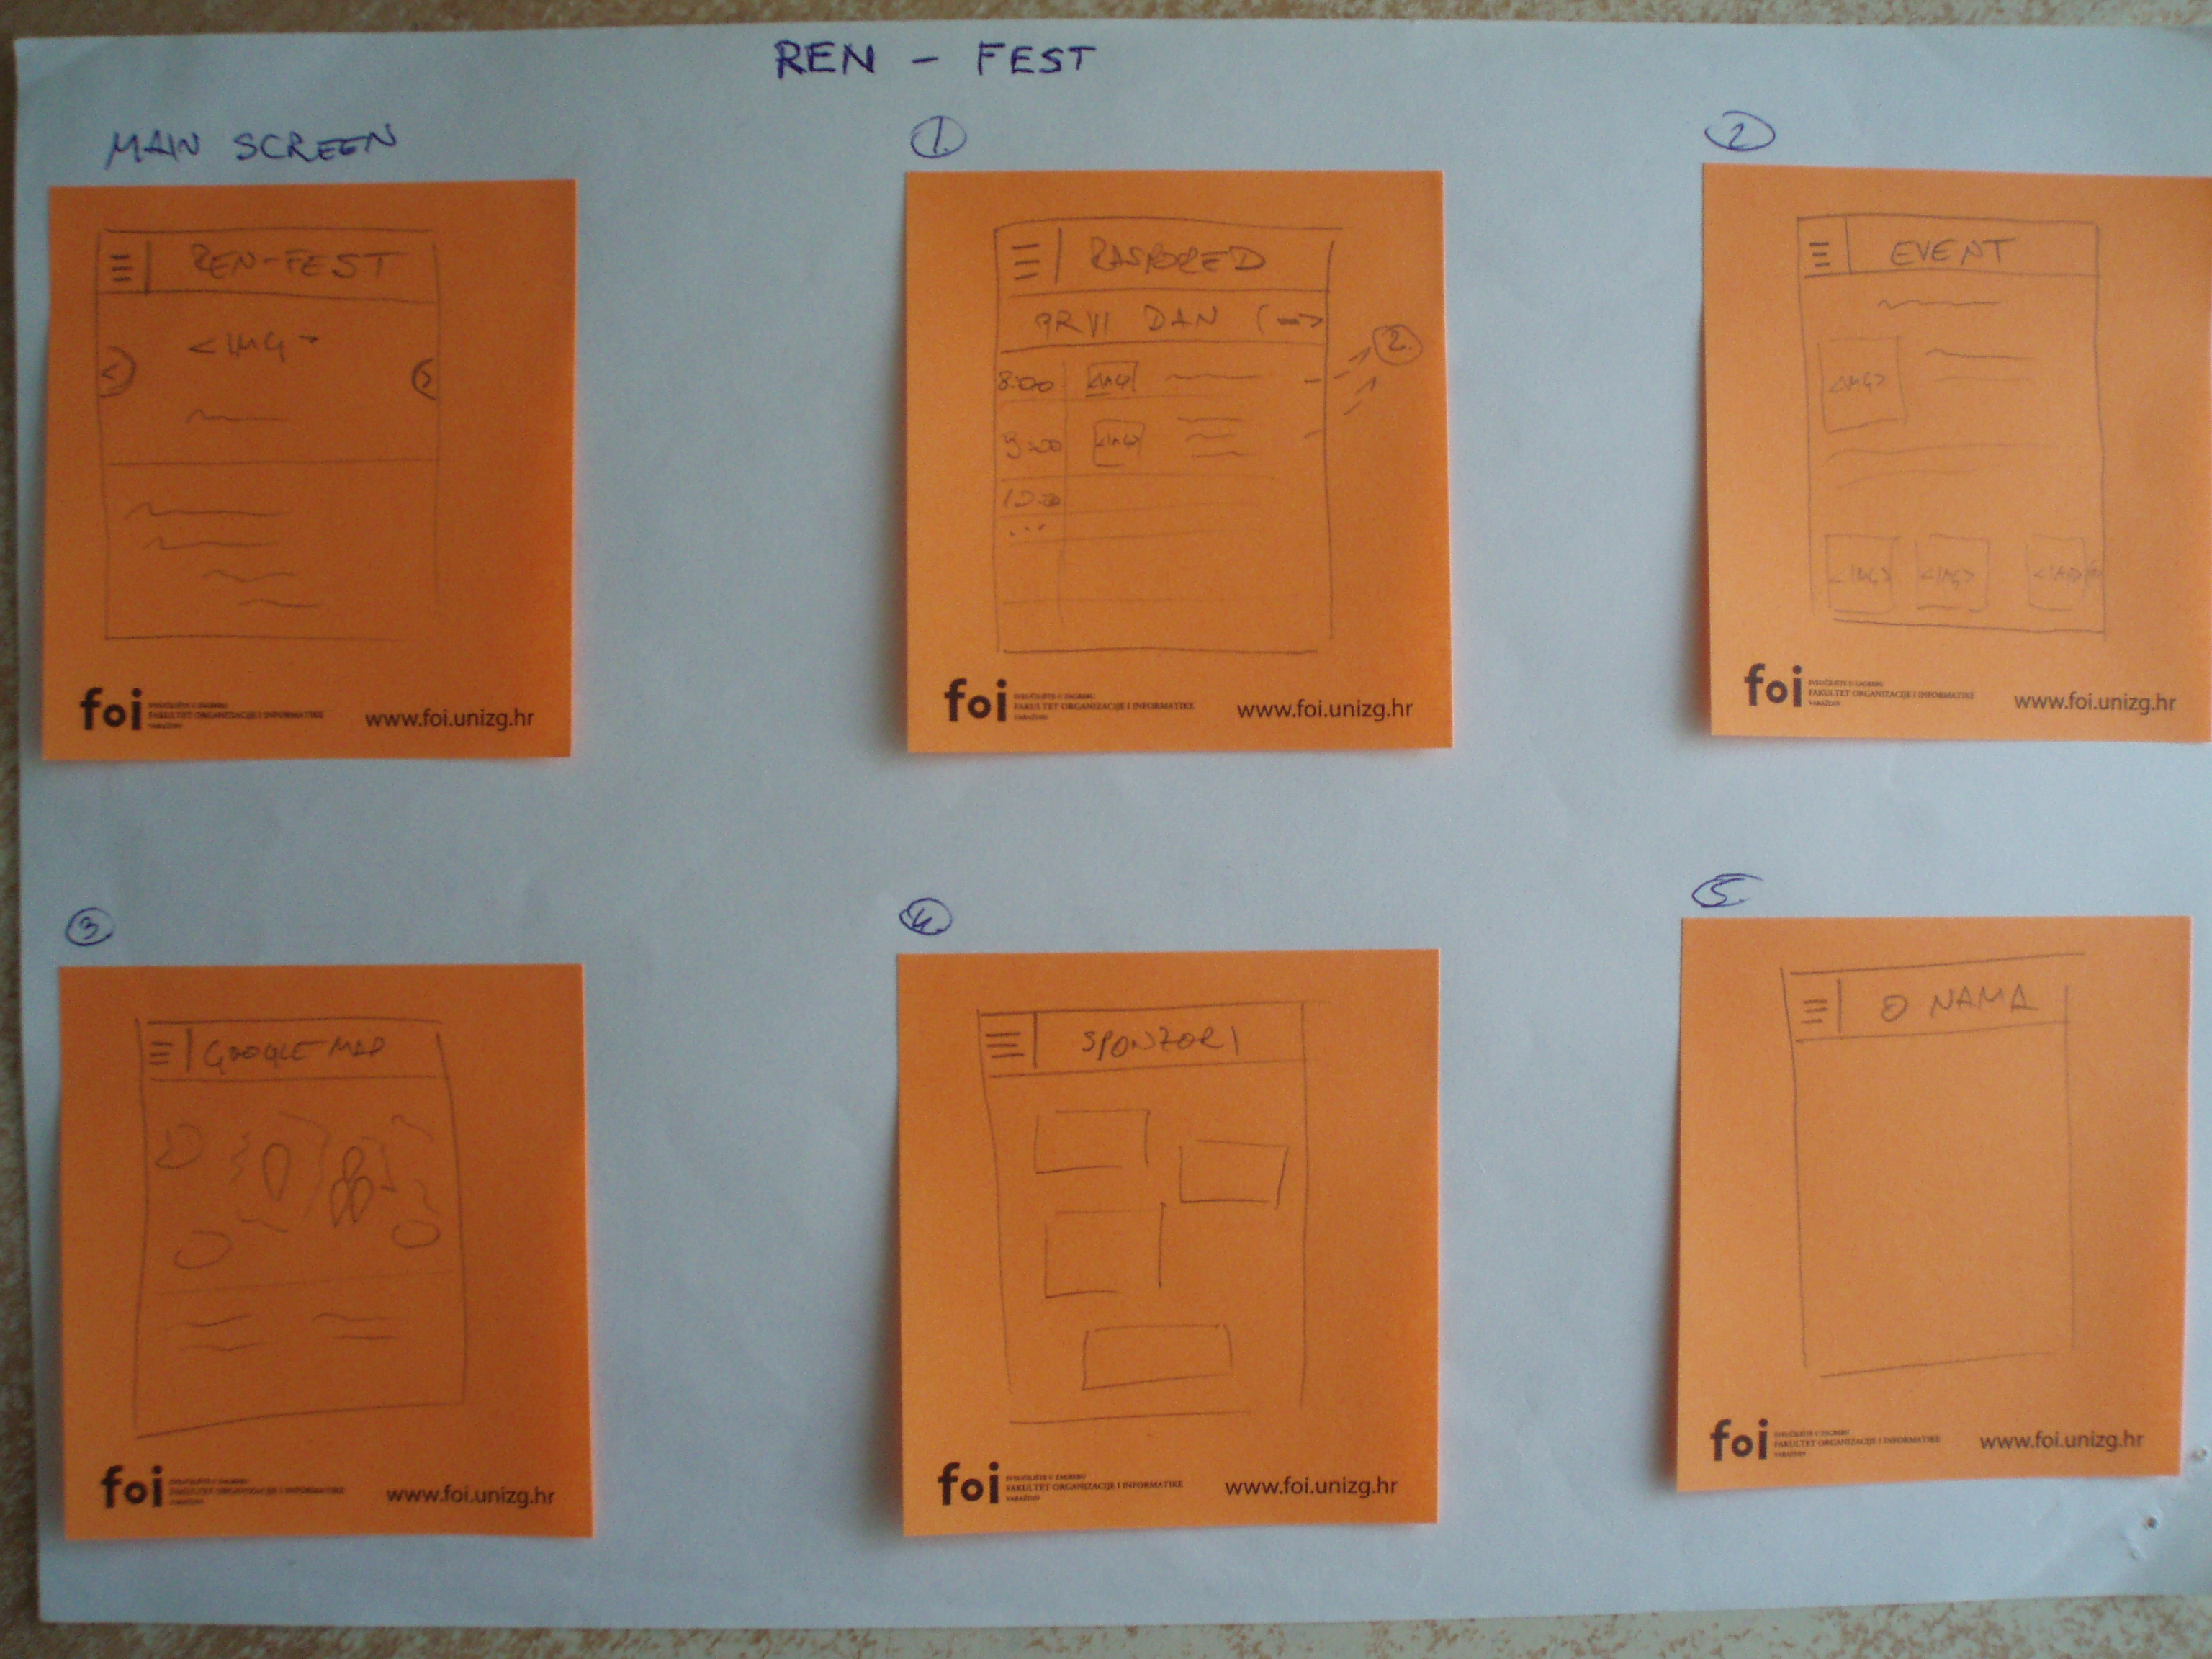 REN - FEST
MAIN SCREEN
REN-FEST
<IMG>
foi
SVEUČILIŠTE U ZAGREBU
FAKULTET ORGANIZACIJE I INFORMATIKE
VARAŽDIN
www.foi.unizg.hr
1.
RASPORED
PRVI DAN
8:00 <IMG>
2.
9:00 <IMG>
10:00
...
foi
SVEUČILIŠTE U ZAGREBU
FAKULTET ORGANIZACIJE I INFORMATIKE
VARAŽDIN
www.foi.unizg.hr
2
EVENT
<IMG>
<IMG> <IMG> <IMG>
foi
SVEUČILIŠTE U ZAGREBU
FAKULTET ORGANIZACIJE I INFORMATIKE
VARAŽDIN
www.foi.unizg.hr
3
GOOGLE MAP
foi
SVEUČILIŠTE U ZAGREBU
FAKULTET ORGANIZACIJE I INFORMATIKE
VARAŽDIN
www.foi.unizg.hr
4.
SPONZORI
foi
SVEUČILIŠTE U ZAGREBU
FAKULTET ORGANIZACIJE I INFORMATIKE
VARAŽDIN
www.foi.unizg.hr
5.
O NAMA
foi
SVEUČILIŠTE U ZAGREBU
FAKULTET ORGANIZACIJE I INFORMATIKE
VARAŽDIN
www.foi.unizg.hr